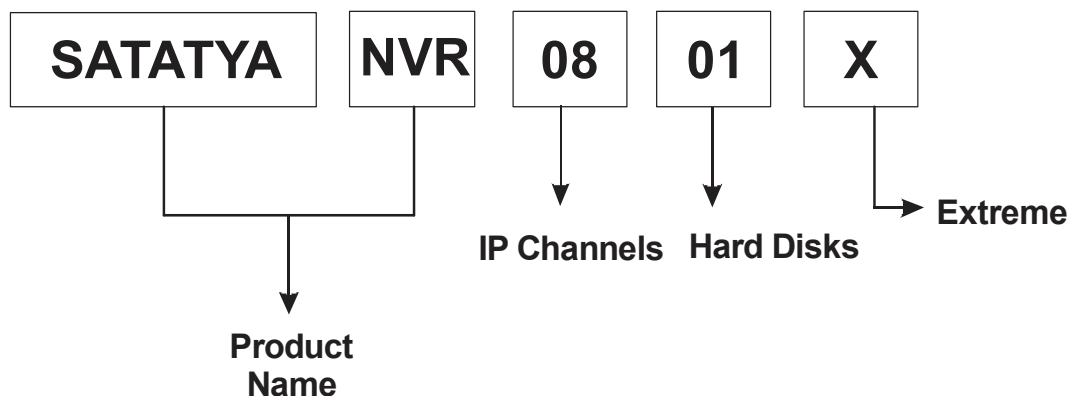 SATATYA NVR 08 01 X
Extreme
IP Channels Hard Disks
Product
Name